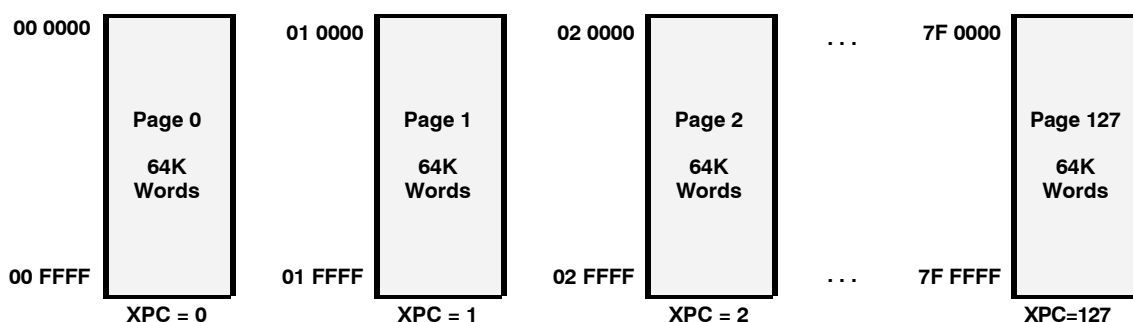 00 0000
01 0000
02 0000
. . .
7F 0000
Page 0
Page 1
Page 2
Page 127
64K
Words
64K
Words
64K
Words
64K
Words
00 FFFF
01 FFFF
02 FFFF
. . .
7F FFFF
XPC = 0
XPC = 1
XPC = 2
XPC=127